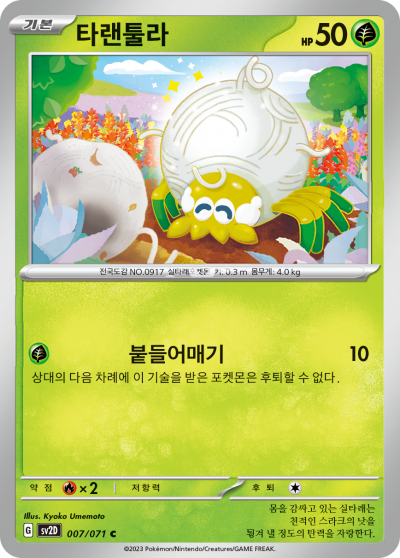 기본 타랜툴라 HP 50
전국도감 NO.0917 실타래포켓몬 키: 0.3 m 몸무게: 4.0 kg
붙들어매기 10
상대의 다음 차례에 이 기술을 받은 포켓몬은 후퇴할 수 없다.
약점 ×2 저항력 후퇴
Illus. Kyoko Umemoto
G SV2D 007/071 C
몸을 감싸고 있는 실타래는
천적인 스라크의 낫을
튕겨 낼 정도의 탄력을 자랑한다.
©2023 Pokémon/Nintendo/Creatures/GAME FREAK.